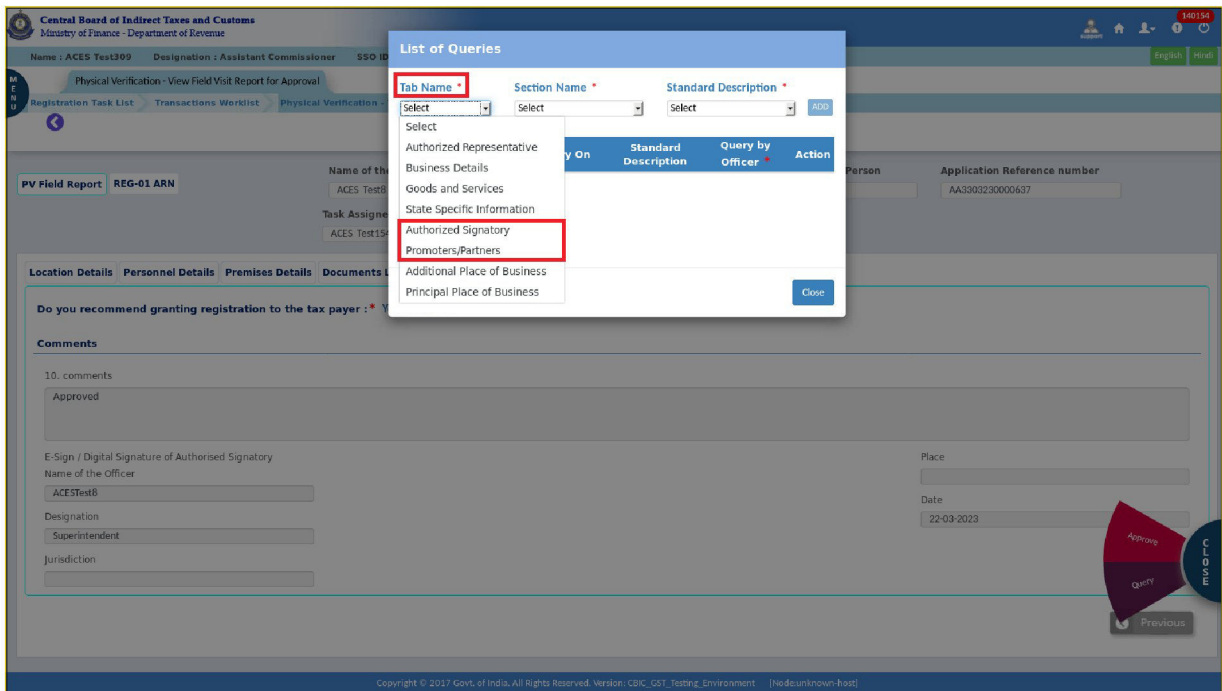 Central Board of Indirect Taxes and Customs
Ministry of Finance - Department of Revenue
140154
Name : ACES Test309 Designation : Assistant Commissioner SSO ID
English Hindi
MENU
Physical Verification - View Field Visit Report for Approval
Registration Task List Transactions Worklist Physical Verification -
List of Queries
Tab Name * Section Name * Standard Description *
Select Select Select ADD
Select
Authorized Representative
Business Details
Goods and Services
State Specific Information
Authorized Signatory
Promoters/Partners
Additional Place of Business
Principal Place of Business
y On Standard Description Query by Officer * Action
Close
PV Field Report REG-01 ARN
Name of the
ACES Test8
Person
Application Reference number
AA3303230000637
Task Assigne
ACES Test154
Location Details Personnel Details Premises Details Documents L
Do you recommend granting registration to the tax payer : * Y
Comments
10. comments
Approved
E-Sign / Digital Signature of Authorised Signatory
Name of the Officer
ACESTest8
Designation
Superintendent
Jurisdiction
Place
Date
22-03-2023
Approve
Query
CLOSE
Previous
Copyright © 2017 Govt. of India. All Rights Reserved. Version: CBIC_GST_Testing_Environment [Node:unknown-host]